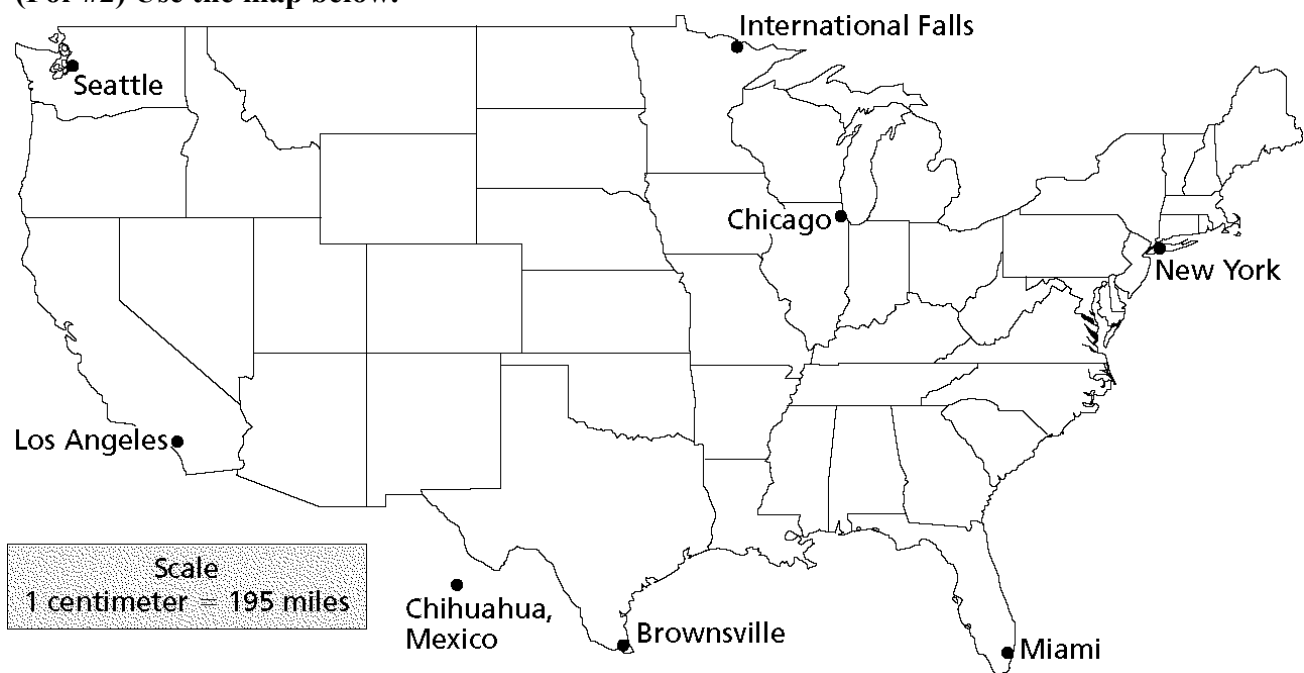 (For #2) Use the map below.
International Falls
Seattle
Chicago
New York
Los Angeles
Scale
1 centimeter = 195 miles
Chihuahua,
Mexico
Brownsville
Miami